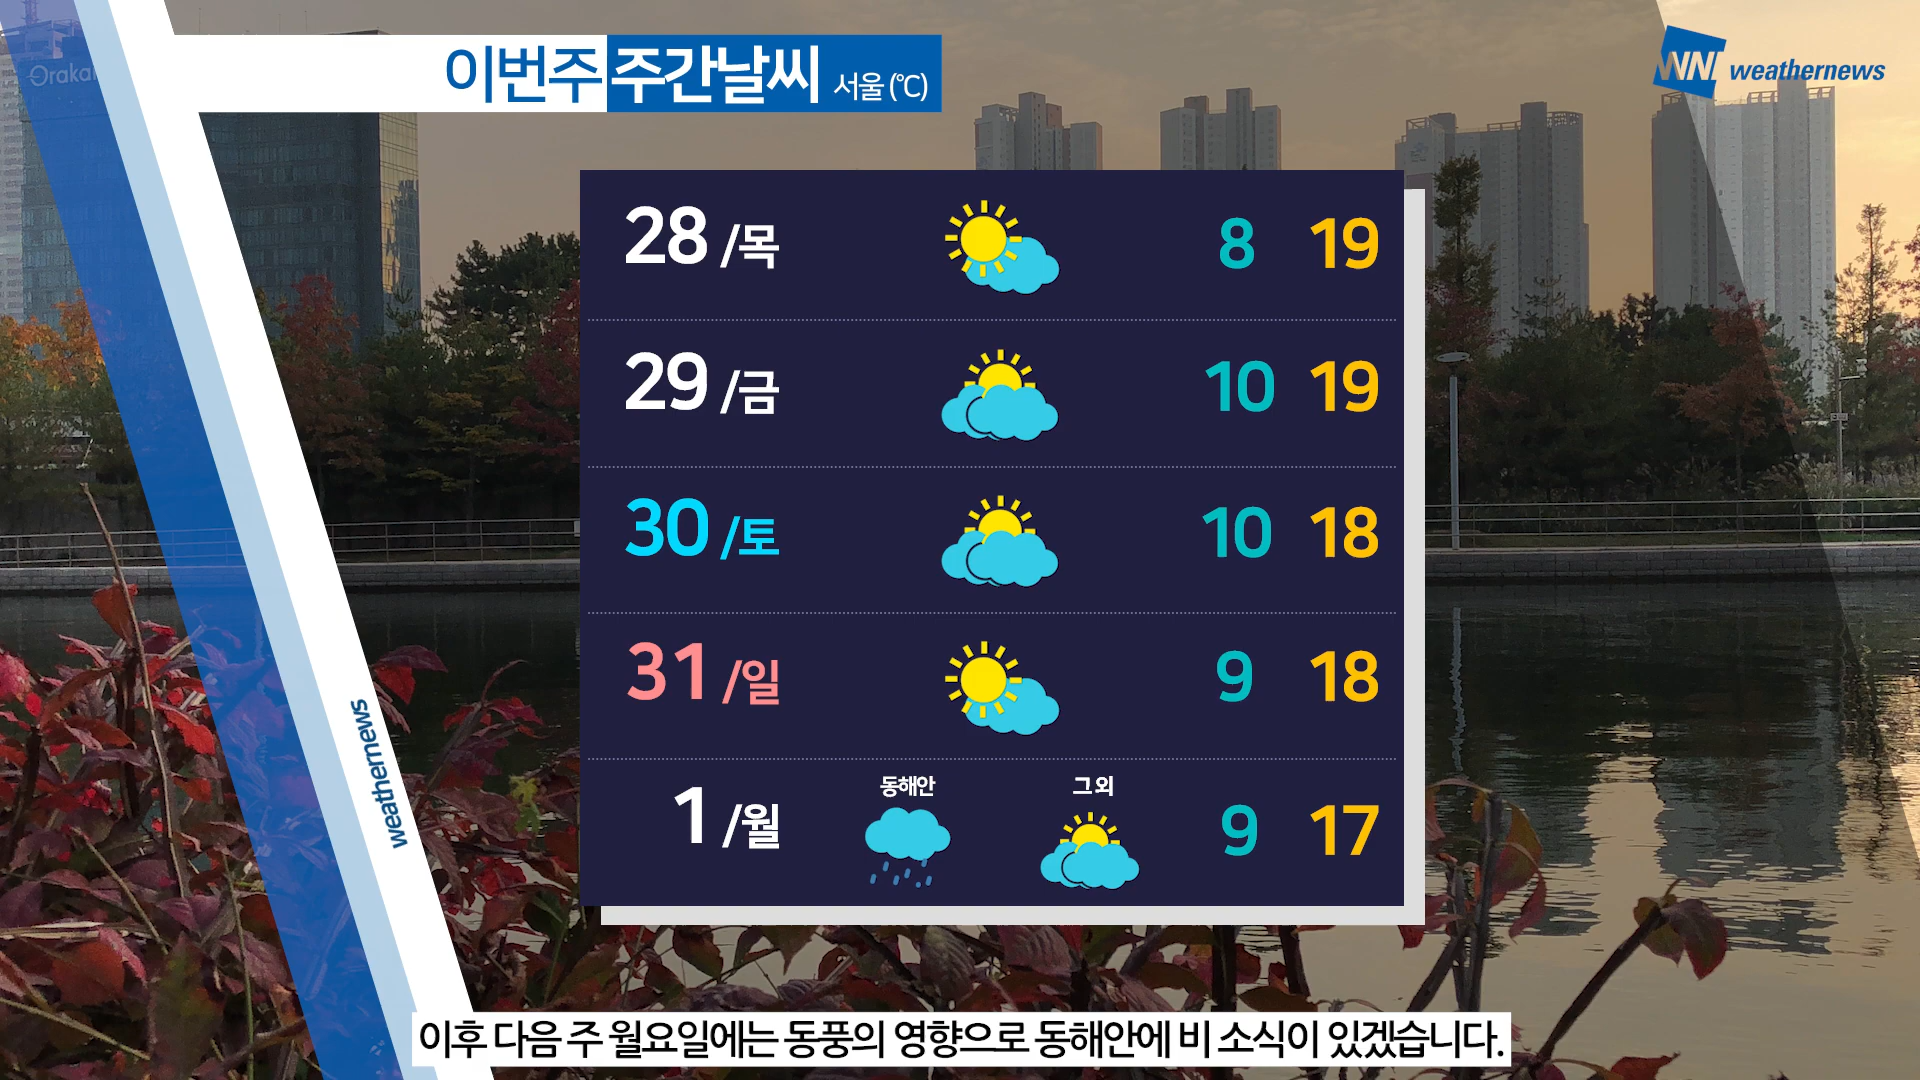 Orakai
이번주 주간날씨 서울 (℃)
WNI weathernews
28 /목 8 19
29 /금 10 19
30 /토 10 18
31 /일 9 18
동해안 그 외
1 /월 9 17
weathernews
이후 다음 주 월요일에는 동풍의 영향으로 동해안에 비 소식이 있겠습니다.